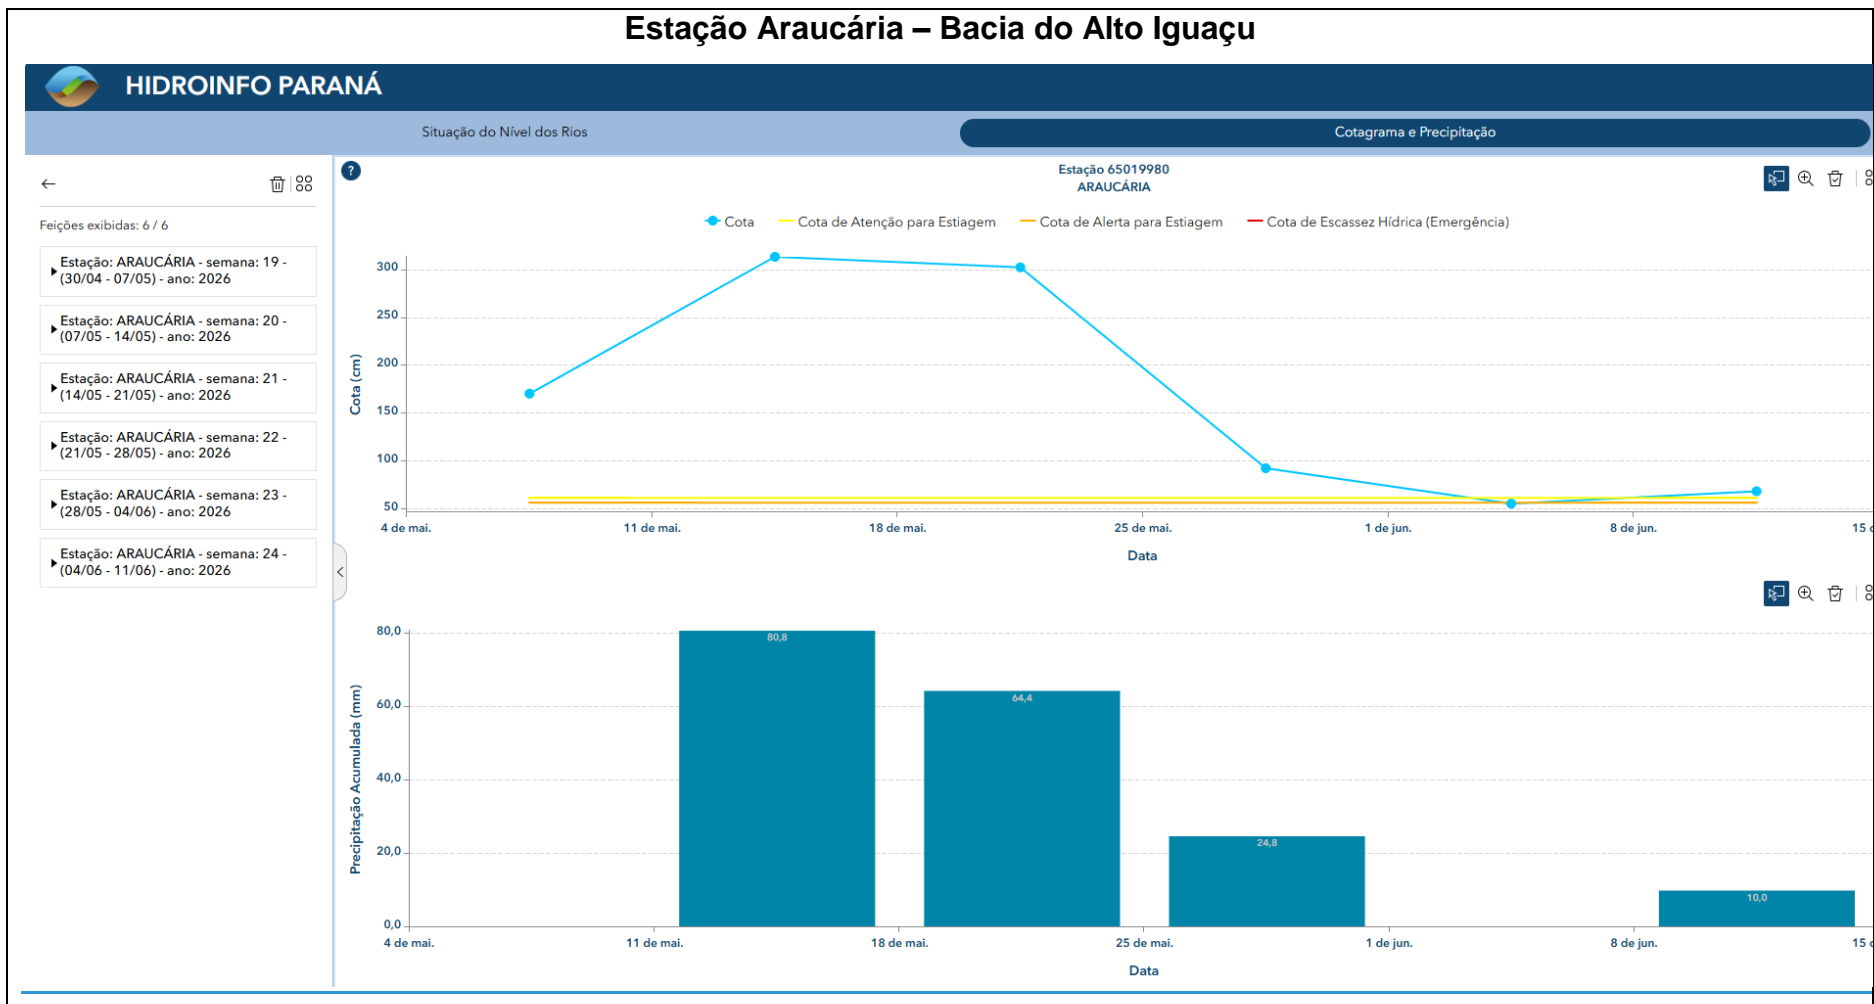 Estação Araucária – Bacia do Alto Iguaçu
HIDROINFO PARANÁ
Situação do Nível dos Rios
Cotagrama e Precipitação
Feições exibidas: 6 / 6
Estação: ARAUCÁRIA - semana: 19 -
(30/04 - 07/05) - ano: 2026
Estação: ARAUCÁRIA - semana: 20 -
(07/05 - 14/05) - ano: 2026
Estação: ARAUCÁRIA - semana: 21 -
(14/05 - 21/05) - ano: 2026
Estação: ARAUCÁRIA - semana: 22 -
(21/05 - 28/05) - ano: 2026
Estação: ARAUCÁRIA - semana: 23 -
(28/05 - 04/06) - ano: 2026
Estação: ARAUCÁRIA - semana: 24 -
(04/06 - 11/06) - ano: 2026
?
Estação 65019980
ARAUCÁRIA
Cota
Cota de Atenção para Estiagem
Cota de Alerta para Estiagem
Cota de Escassez Hídrica (Emergência)
Cota (cm)
300
250
200
150
100
50
4 de mai.
11 de mai.
18 de mai.
25 de mai.
1 de jun.
8 de jun.
15
Data
Precipitação Acumulada (mm)
80,0
60,0
40,0
20,0
0,0
80,8
64,4
24,8
10,0
4 de mai.
11 de mai.
18 de mai.
25 de mai.
1 de jun.
8 de jun.
15
Data